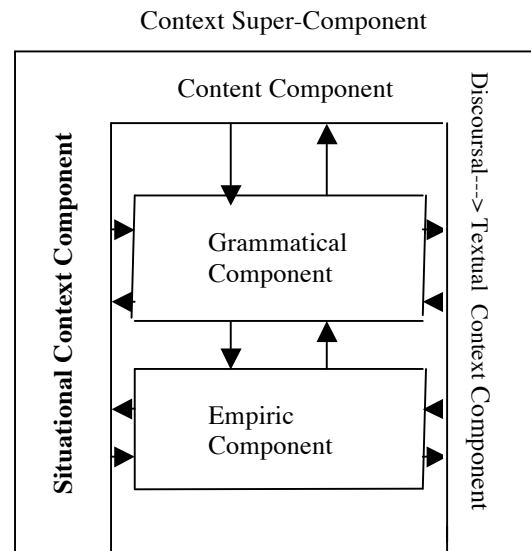 Context Super-Component
Content Component
Situational Context Component
Discoursal---> Textual Context Component
Grammatical
Component
Empiric
Component